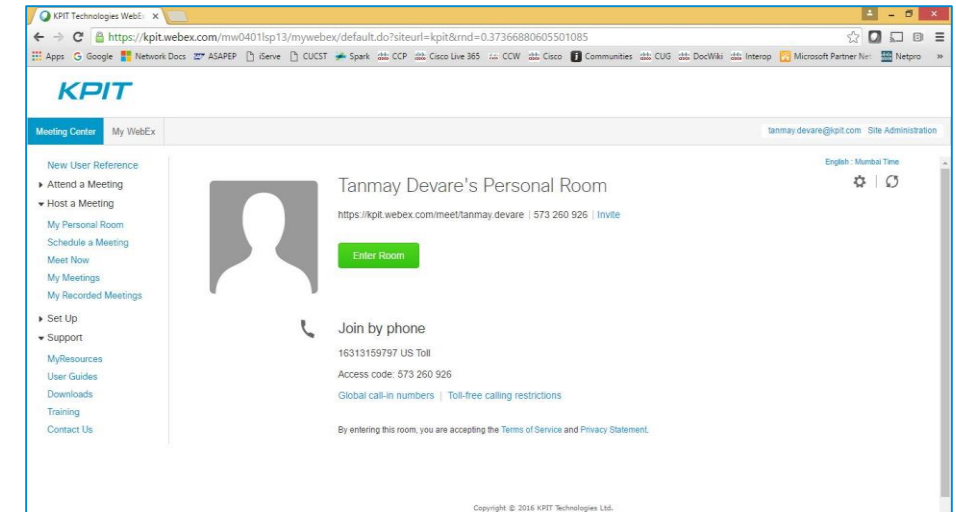 KPIT Technologies WebE
https://kpit.webex.com/mw0401lsp13/mywebex/default.do?siteurl=kpit&rnd=0.37366880605501085
Apps Google Network Docs ASAPEP iServe CUCST Spark CCP Cisco Live 365 CCW Cisco Communities CUG DocWiki Interop Microsoft Partner Ne Netpro »
KPIT
Meeting Center My WebEx tanmay.devare@kpit.com Site Administration
English : Mumbai Time
New User Reference
Attend a Meeting
Host a Meeting
My Personal Room
Schedule a Meeting
Meet Now
My Meetings
My Recorded Meetings
Set Up
Support
MyResources
User Guides
Downloads
Training
Contact Us
Tanmay Devare's Personal Room
https://kpit.webex.com/meet/tanmay.devare | 573 260 926 | Invite
Enter Room
Join by phone
16313159797 US Toll
Access code: 573 260 926
Global call-in numbers | Toll-free calling restrictions
By entering this room, you are accepting the Terms of Service and Privacy Statement.
Copyright © 2016 KPIT Technologies Ltd.